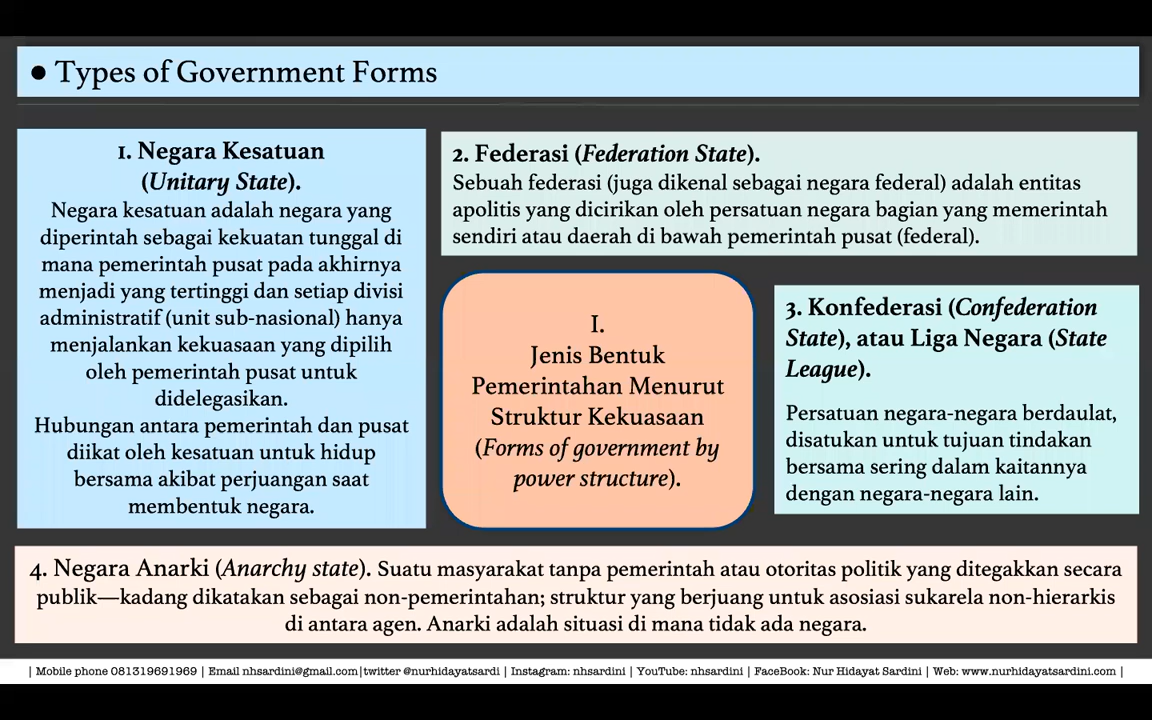 ● Types of Government Forms
1. Negara Kesatuan
(Unitary State).
Negara kesatuan adalah negara yang
diperintah sebagai kekuatan tunggal di
mana pemerintah pusat pada akhirnya
menjadi yang tertinggi dan setiap divisi
administratif (unit sub-nasional) hanya
menjalankan kekuasaan yang dipilih
oleh pemerintah pusat untuk
didelegasikan.
Hubungan antara pemerintah dan pusat
diikat oleh kesatuan untuk hidup
bersama akibat perjuangan saat
membentuk negara.
2. Federasi (Federation State).
Sebuah federasi (juga dikenal sebagai negara federal) adalah entitas
apolitis yang dicirikan oleh persatuan negara bagian yang memerintah
sendiri atau daerah di bawah pemerintah pusat (federal).
I.
Jenis Bentuk
Pemerintahan Menurut
Struktur Kekuasaan
(Forms of government by
power structure).
3. Konfederasi (Confederation
State), atau Liga Negara (State
League).
Persatuan negara-negara berdaulat,
disatukan untuk tujuan tindakan
bersama sering dalam kaitannya
dengan negara-negara lain.
4. Negara Anarki (Anarchy state). Suatu masyarakat tanpa pemerintah atau otoritas politik yang ditegakkan secara
publik—kadang dikatakan sebagai non-pemerintahan; struktur yang berjuang untuk asosiasi sukarela non-hierarkis
di antara agen. Anarki adalah situasi di mana tidak ada negara.
| Mobile phone 081319691969 | Email nhsardini@gmail.com|twitter @nurhidayatsardi | Instagram: nhsardini | YouTube: nhsardini | FaceBook: Nur Hidayat Sardini | Web: www.nurhidayatsardini.com |